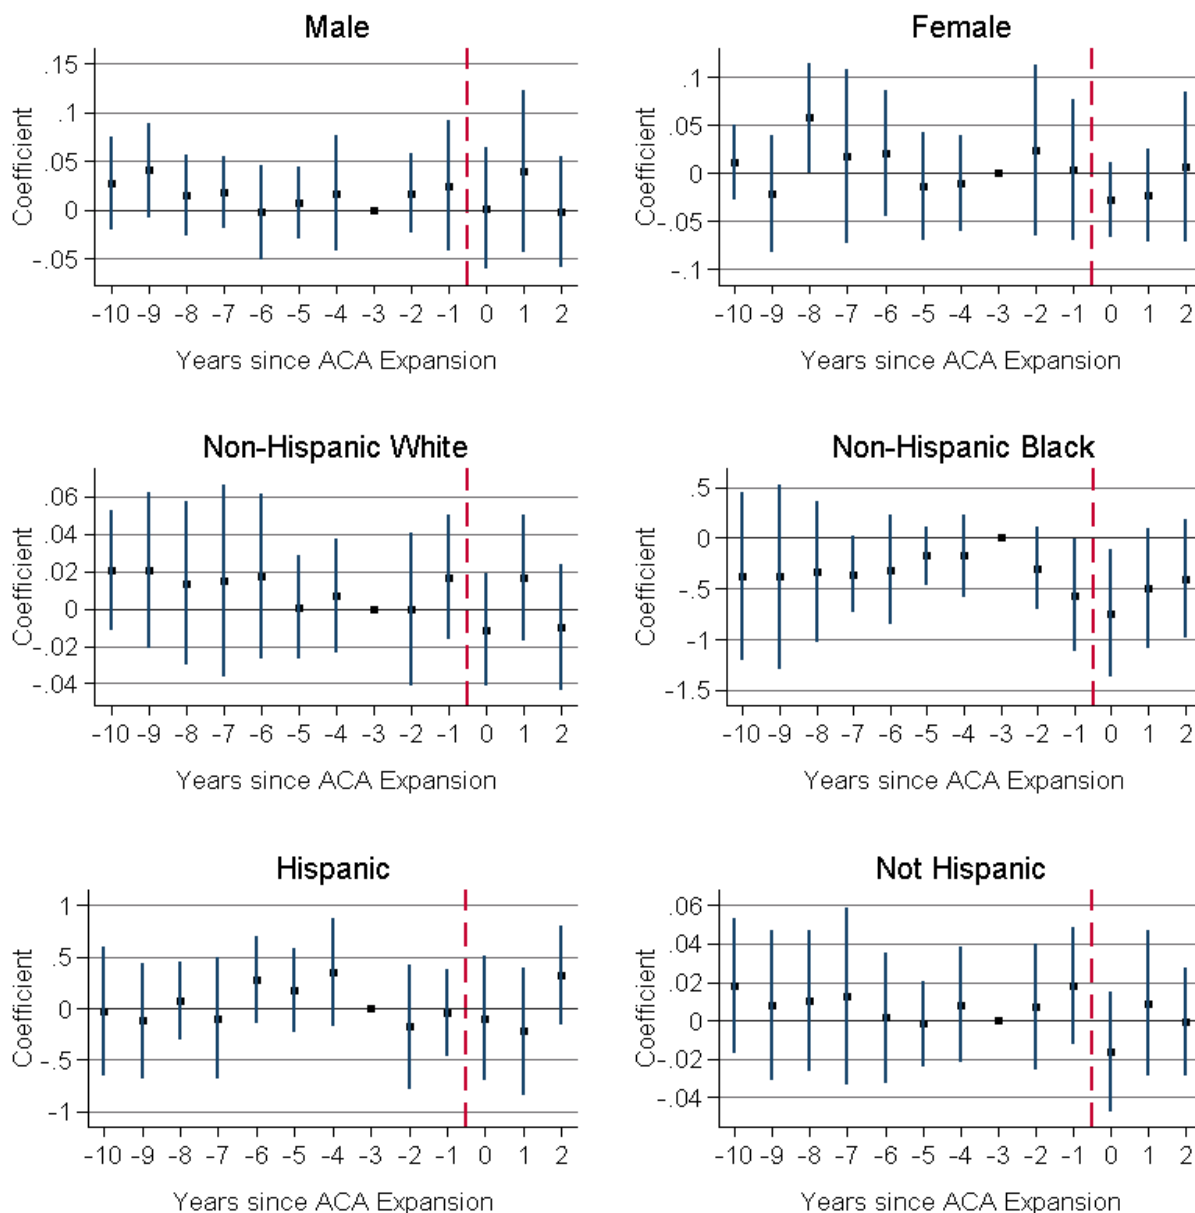 Male
Coefficient
.15
.1
.05
0
-.05
-10 -9 -8 -7 -6 -5 -4 -3 -2 -1 0 1 2
Years since ACA Expansion
Female
Coefficient
.1
.05
0
-.05
-.1
-10 -9 -8 -7 -6 -5 -4 -3 -2 -1 0 1 2
Years since ACA Expansion
Non-Hispanic White
Coefficient
.06
.04
.02
0
-.02
-.04
-10 -9 -8 -7 -6 -5 -4 -3 -2 -1 0 1 2
Years since ACA Expansion
Non-Hispanic Black
Coefficient
.5
0
-.5
-1
-1.5
-10 -9 -8 -7 -6 -5 -4 -3 -2 -1 0 1 2
Years since ACA Expansion
Hispanic
Coefficient
1
.5
0
-.5
-1
-10 -9 -8 -7 -6 -5 -4 -3 -2 -1 0 1 2
Years since ACA Expansion
Not Hispanic
Coefficient
.06
.04
.02
0
-.02
-.04
-10 -9 -8 -7 -6 -5 -4 -3 -2 -1 0 1 2
Years since ACA Expansion